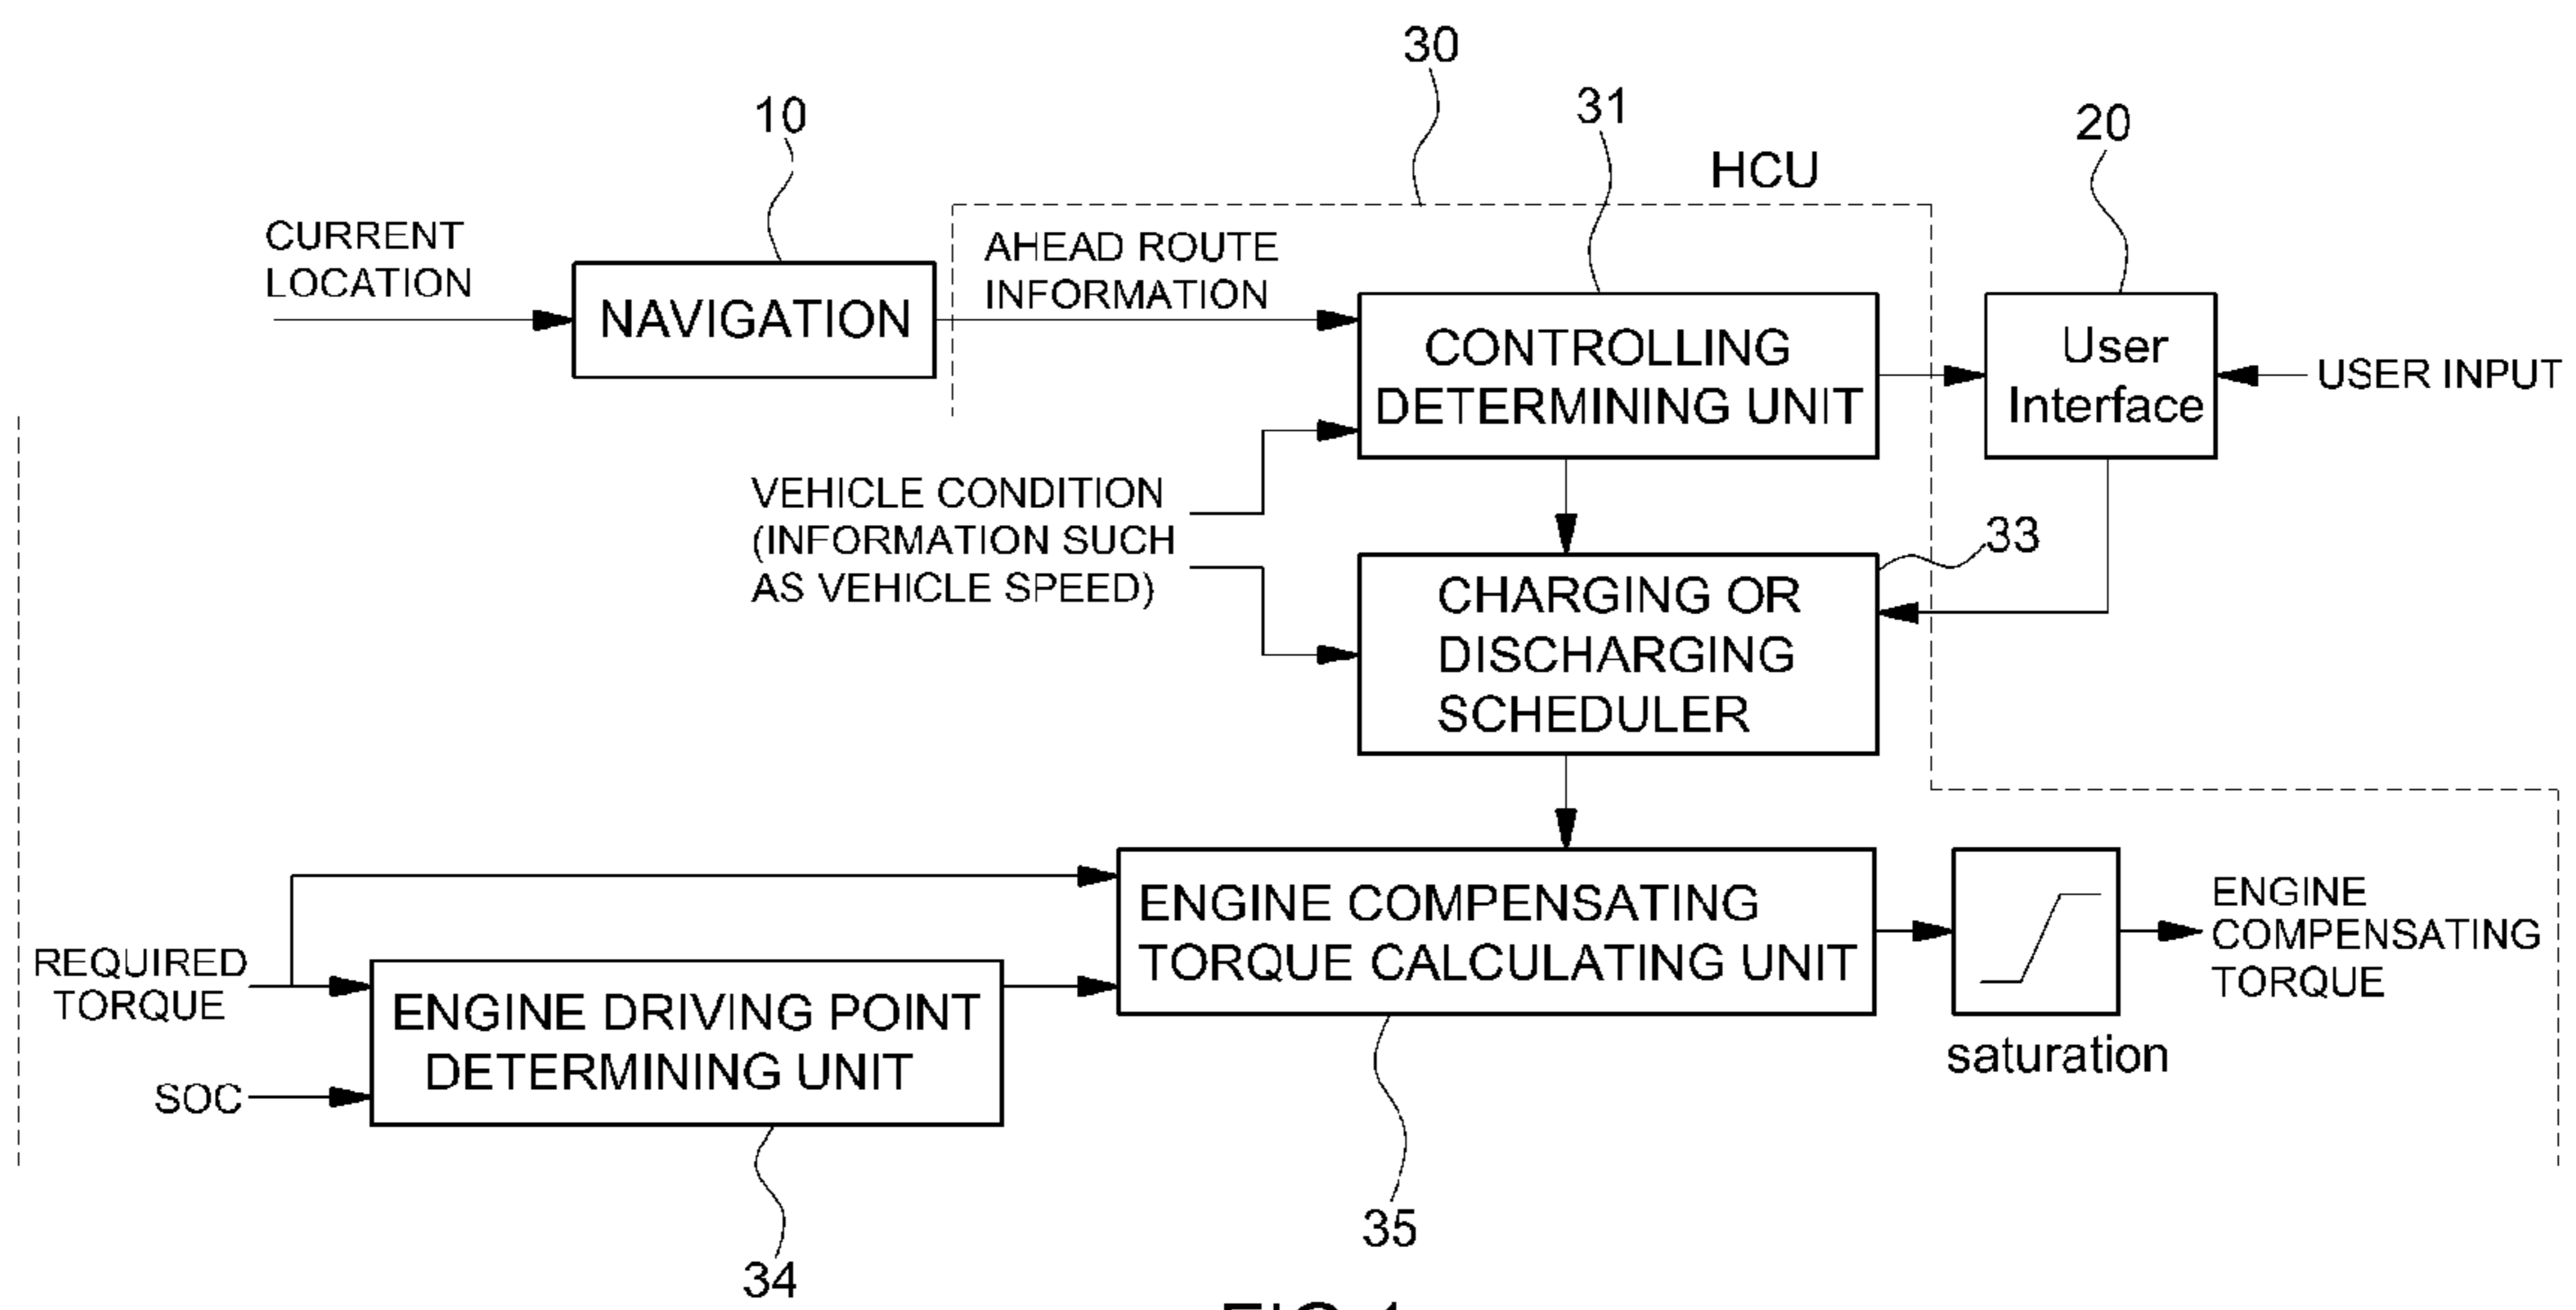 30
10
31
20
HCU
CURRENT
LOCATION
NAVIGATION
AHEAD ROUTE
INFORMATION
CONTROLLING
DETERMINING UNIT
User
Interface
USER INPUT
VEHICLE CONDITION
(INFORMATION SUCH
AS VEHICLE SPEED)
33
CHARGING OR
DISCHARGING
SCHEDULER
REQUIRED
TORQUE
SOC
ENGINE DRIVING POINT
DETERMINING UNIT
ENGINE COMPENSATING
TORQUE CALCULATING UNIT
saturation
ENGINE
COMPENSATING
TORQUE
34
35